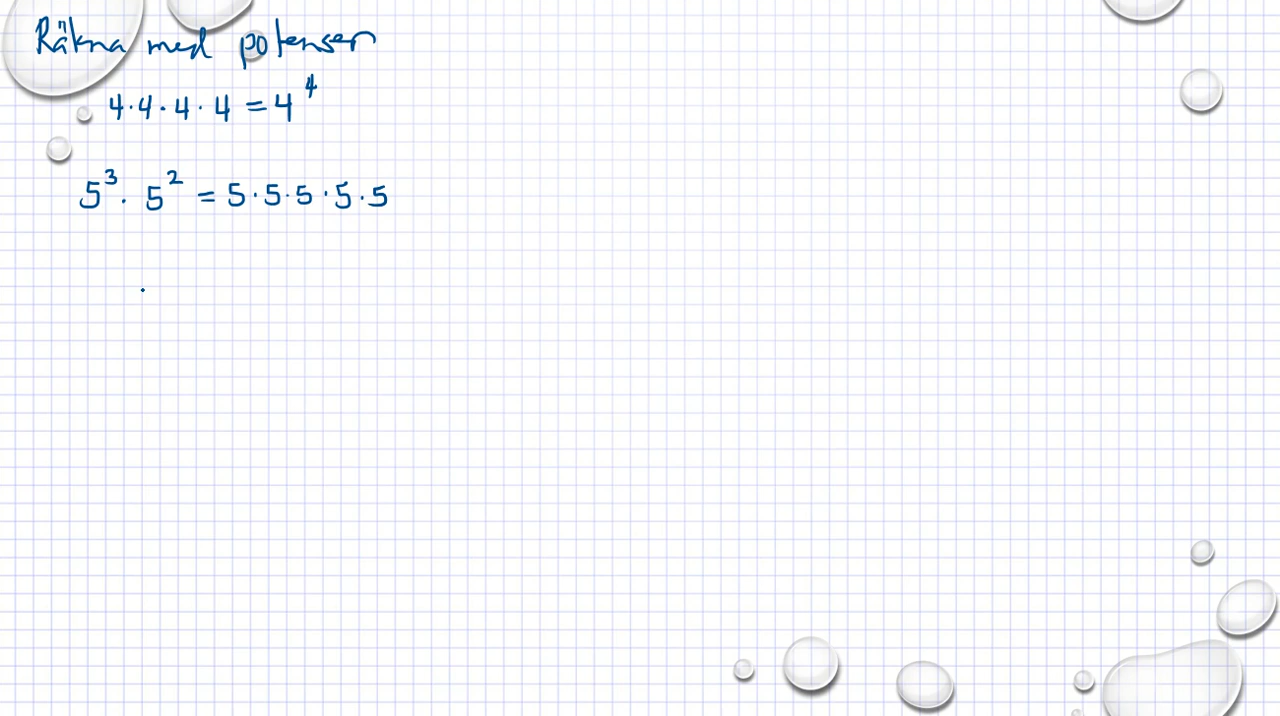 Räkna med potenser
4·4·4·4 = 4⁴
5³·5² = 5·5·5·5·5